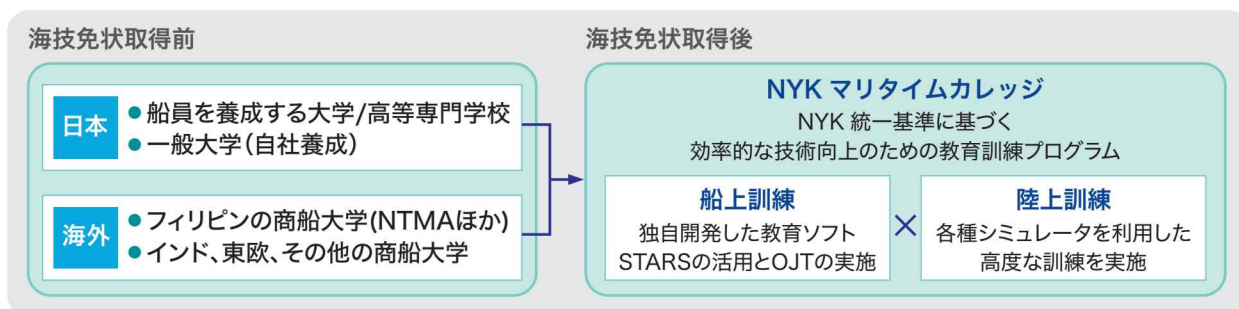 海技免状取得前
日本
●船員を養成する大学/高等専門学校
●一般大学(自社養成)
海外
●フィリピンの商船大学(NTMAほか)
●インド、東欧、その他の商船大学
海技免状取得後
NYK マリタイムカレッジ
NYK 統一基準に基づく
効率的な技術向上のための教育訓練プログラム
船上訓練
独自開発した教育ソフト
STARSの活用とOJTの実施
×
陸上訓練
各種シミュレータを利用した
高度な訓練を実施